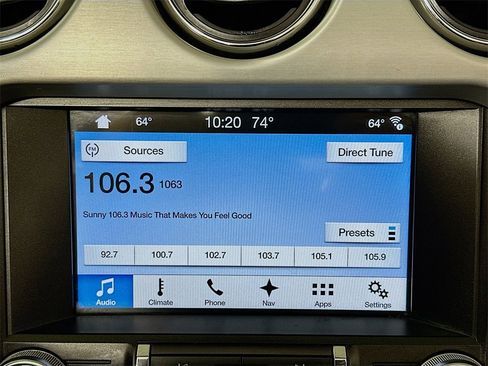 64° 10:20 74° 64°
FM Sources Direct Tune
106.3 1063
Sunny 106.3 Music That Makes You Feel Good
Presets
92.7 100.7 102.7 103.7 105.1 105.9
Audio Climate Phone Nav Apps Settings